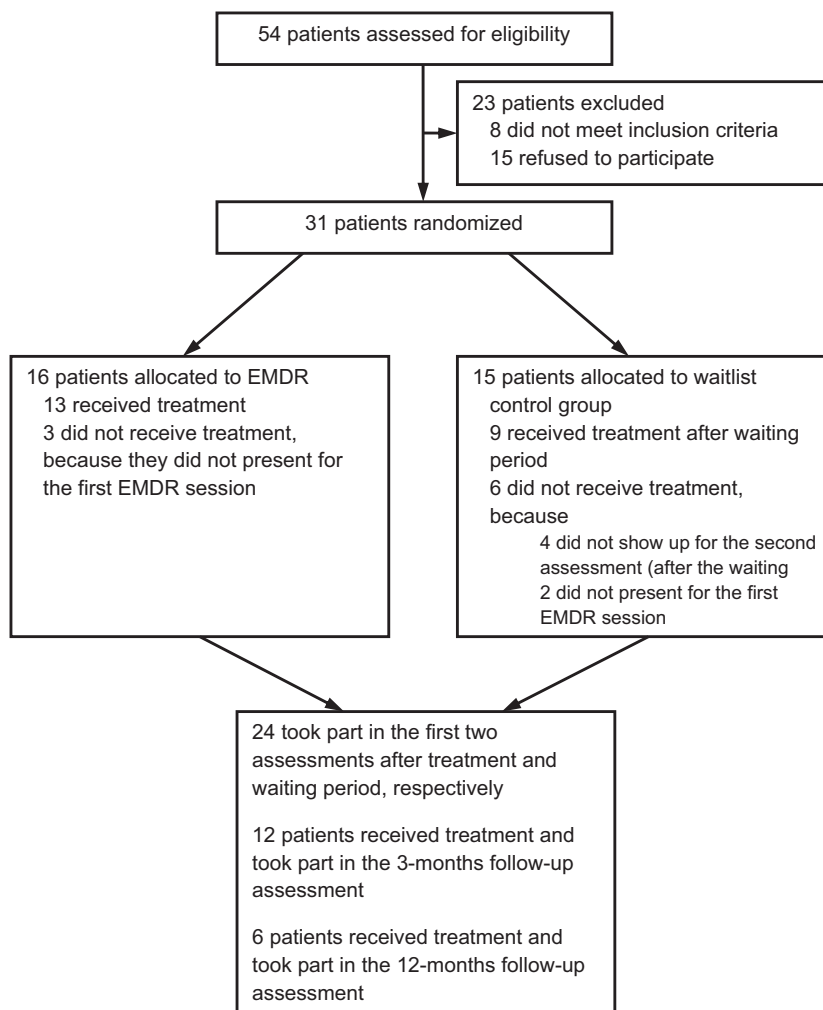 54 patients assessed for eligibility
23 patients excluded
8 did not meet inclusion criteria
15 refused to participate
31 patients randomized
16 patients allocated to EMDR
13 received treatment
3 did not receive treatment,
because they did not present for
the first EMDR session
15 patients allocated to waitlist
control group
9 received treatment after waiting
period
6 did not receive treatment,
because
4 did not show up for the second
assessment (after the waiting
2 did not present for the first
EMDR session
24 took part in the first two
assessments after treatment and
waiting period, respectively
12 patients received treatment and
took part in the 3-months follow-up
assessment
6 patients received treatment and
took part in the 12-months follow-up
assessment